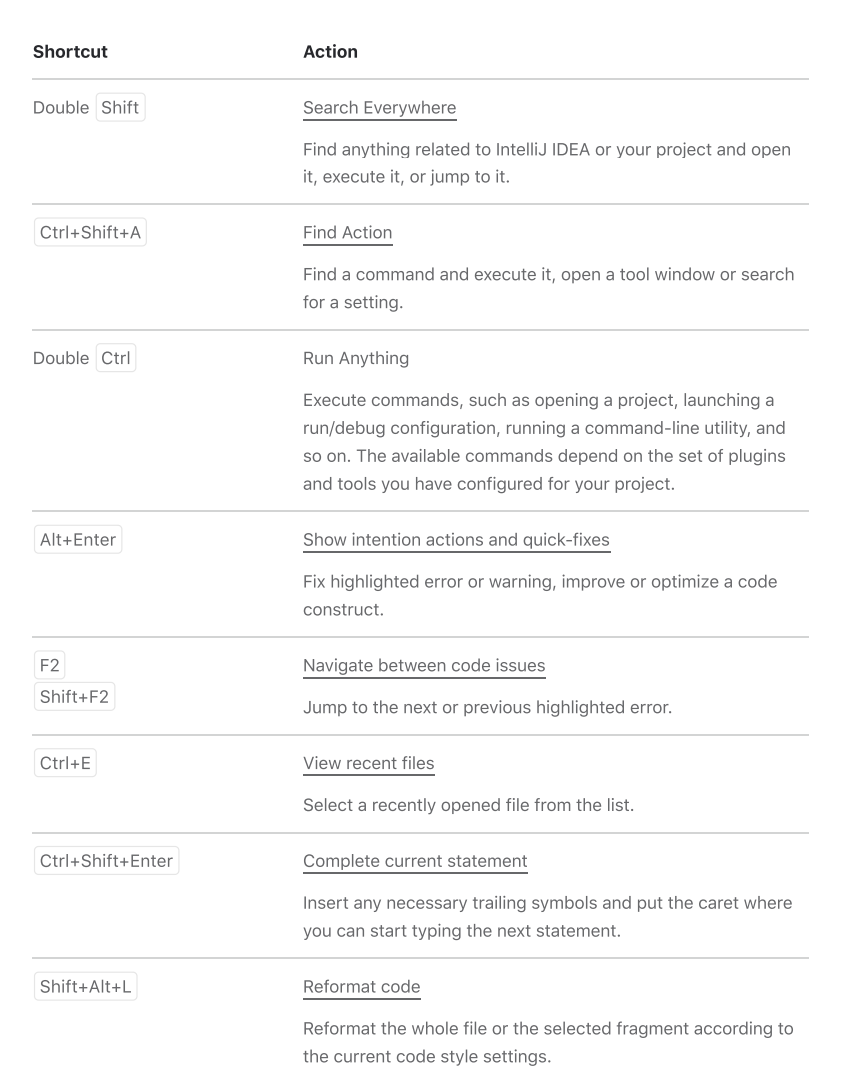 Shortcut Action
Double Shift Search Everywhere
Find anything related to IntelliJ IDEA or your project and open
it, execute it, or jump to it.
Ctrl+Shift+A Find Action
Find a command and execute it, open a tool window or search
for a setting.
Double Ctrl Run Anything
Execute commands, such as opening a project, launching a
run/debug configuration, running a command-line utility, and
so on. The available commands depend on the set of plugins
and tools you have configured for your project.
Alt+Enter Show intention actions and quick-fixes
Fix highlighted error or warning, improve or optimize a code
construct.
F2 Navigate between code issues
Shift+F2
Jump to the next or previous highlighted error.
Ctrl+E View recent files
Select a recently opened file from the list.
Ctrl+Shift+Enter Complete current statement
Insert any necessary trailing symbols and put the caret where
you can start typing the next statement.
Shift+Alt+L Reformat code
Reformat the whole file or the selected fragment according to
the current code style settings.